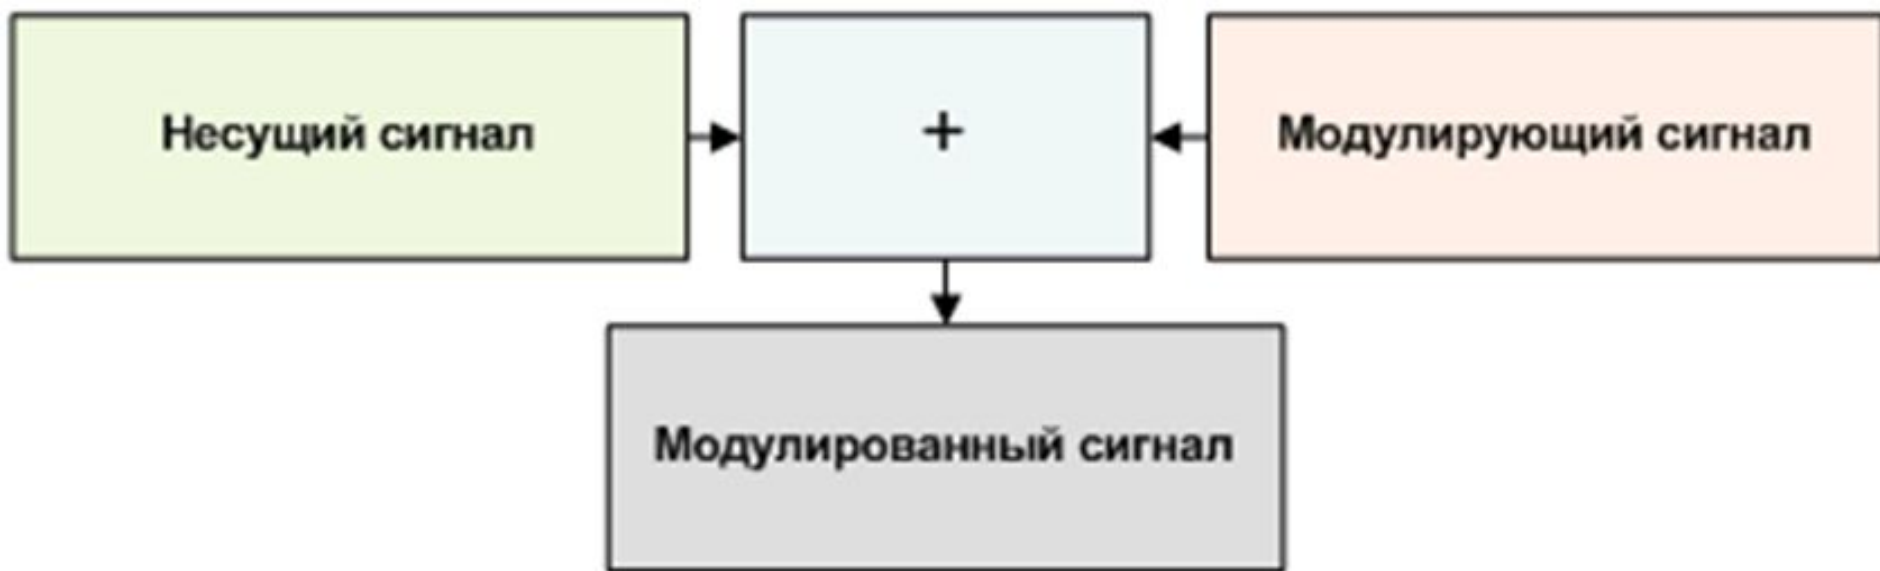 Несущий сигнал
+
Модулирующий сигнал
Модулированный сигнал